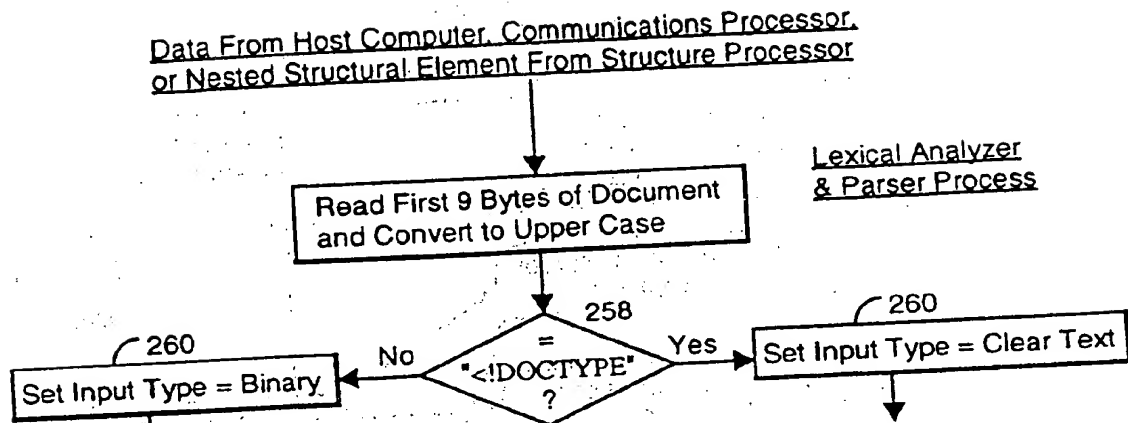 Data From Host Computer, Communications Processor,
or Nested Structural Element From Structure Processor
Lexical Analyzer
& Parser Process
Read First 9 Bytes of Document
and Convert to Upper Case
258
=
"<!DOCTYPE"
?
No
Yes
260
Set Input Type = Binary
260
Set Input Type = Clear Text